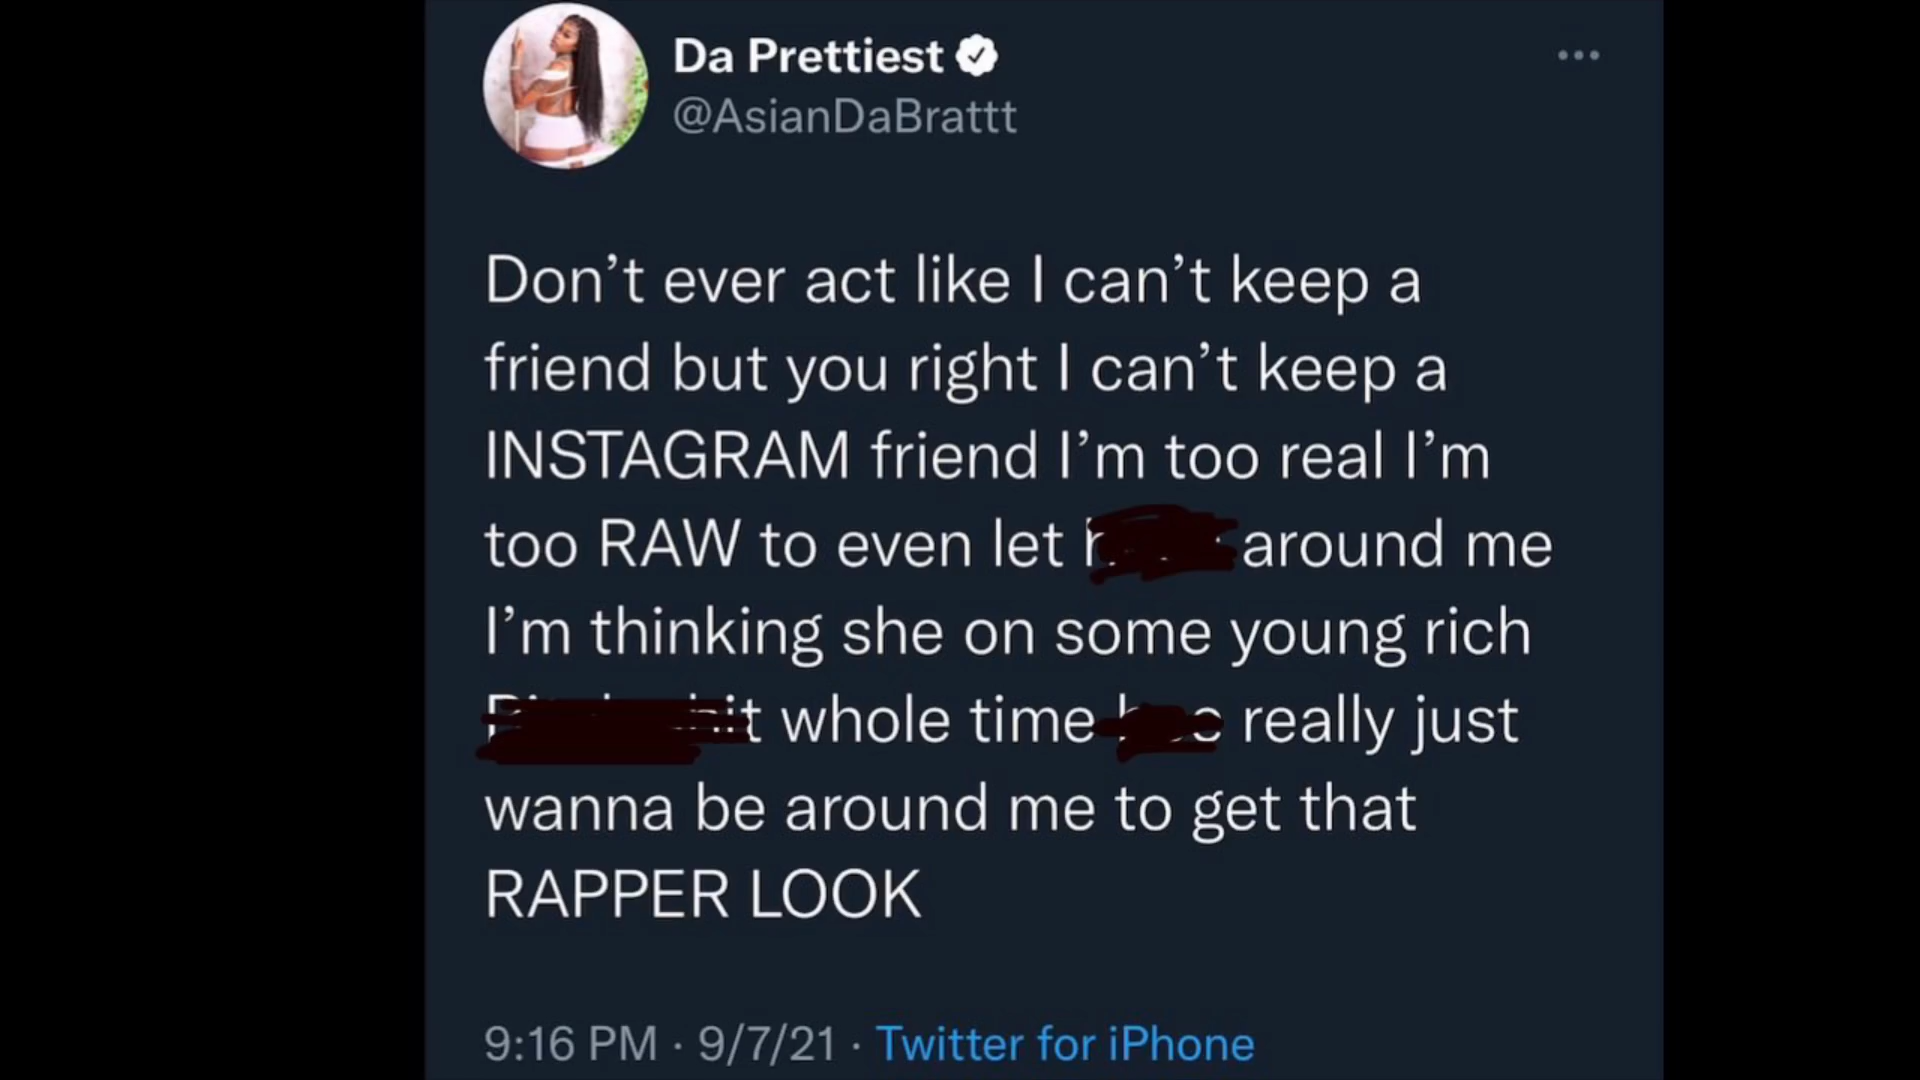 Da Prettiest
@AsianDaBrattt
Don’t ever act like I can’t keep a
friend but you right I can’t keep a
INSTAGRAM friend I’m too real I’m
too RAW to even let around me
I’m thinking she on some young rich
whole time really just
wanna be around me to get that
RAPPER LOOK
9:16 PM · 9/7/21 · Twitter for iPhone